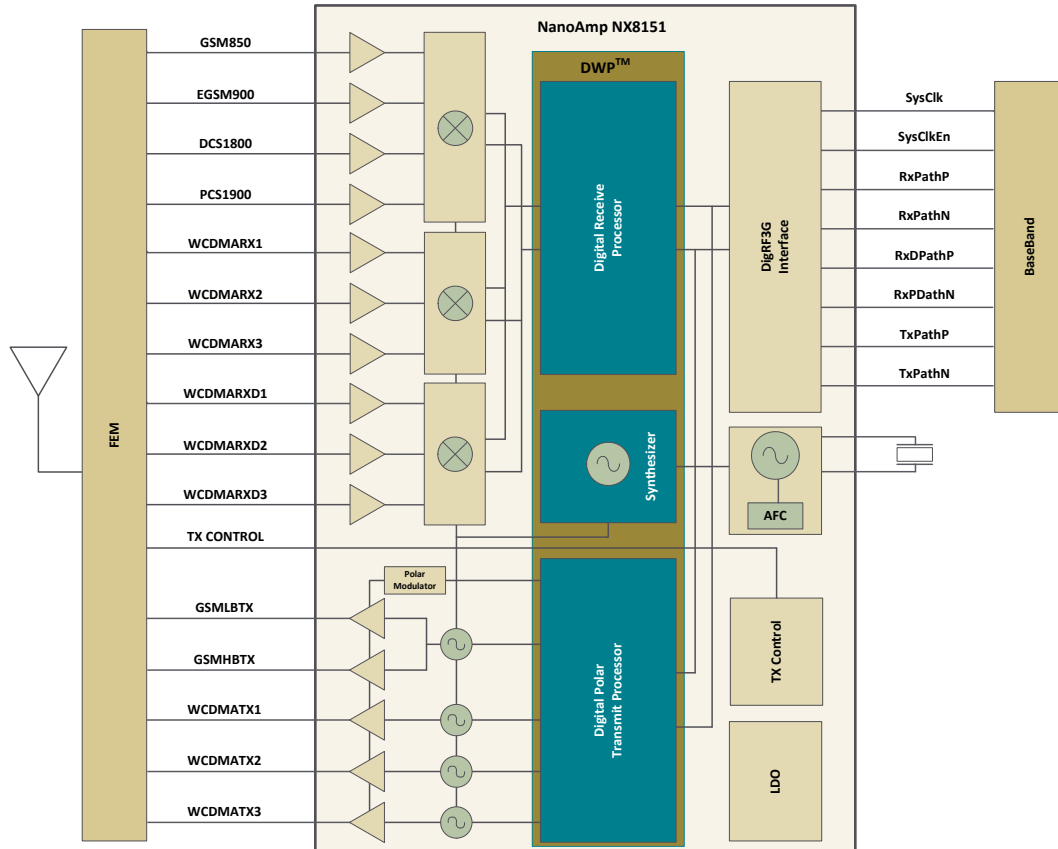 NanoAmp NX8151
DWP™
FEM
GSM850
EGSM900
DCS1800
PCS1900
WCDMARX1
WCDMARX2
WCDMARX3
WCDMARXD1
WCDMARXD2
WCDMARXD3
TX CONTROL
GSMLBTX
GSMHBTX
WCDMATX1
WCDMATX2
WCDMATX3
Polar
Modulator
Digital Receive
Processor
Synthesizer
Digital Polar
Transmit Processor
DigRF3G
Interface
AFC
TX Control
LDO
SysClk
SysClkEn
RxPathP
RxPathN
RxDPathP
RxPDathN
TxPathP
TxPathN
BaseBand